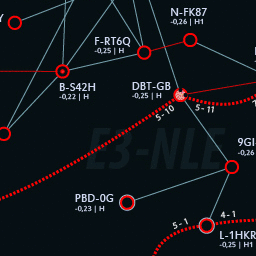 Y
N-FK87
-0,26 | H1
F-RT6Q
-0,25 | H
B-S42H
-0,22 | H
DBT-GB
-0,25 | H
5 - 10
5 - 11
E3-NLE
9GI-
-0,26 | H
PBD-0G
-0,23 | H
5 - 1
4 - 1
L-1HKR
-0,25 | H1